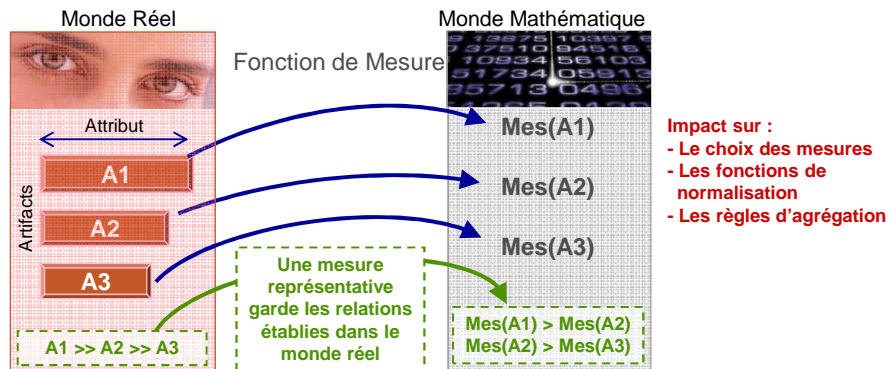 Monde Réel
Monde Mathématique
Fonction de Mesure
Attribut
Artifacts
A1
A2
A3
A1 >> A2 >> A3
Une mesure
représentative
garde les relations
établies dans le
monde réel
Mes(A1)
Mes(A2)
Mes(A3)
Mes(A1) > Mes(A2)
Mes(A2) > Mes(A3)
Impact sur :
- Le choix des mesures
- Les fonctions de
normalisation
- Les règles d'agrégation